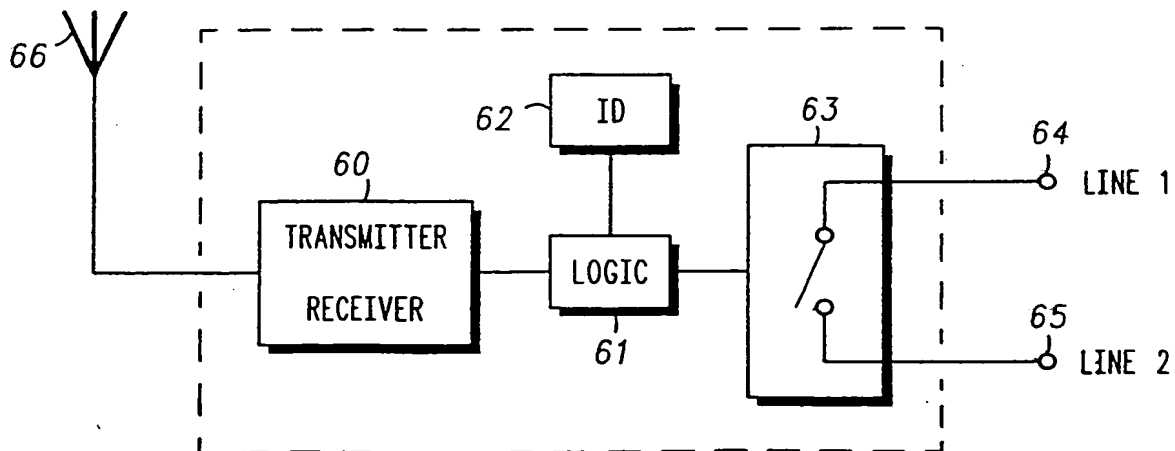 66
62
ID
63
64
LINE 1
60
TRANSMITTER
RECEIVER
LOGIC
61
65
LINE 2